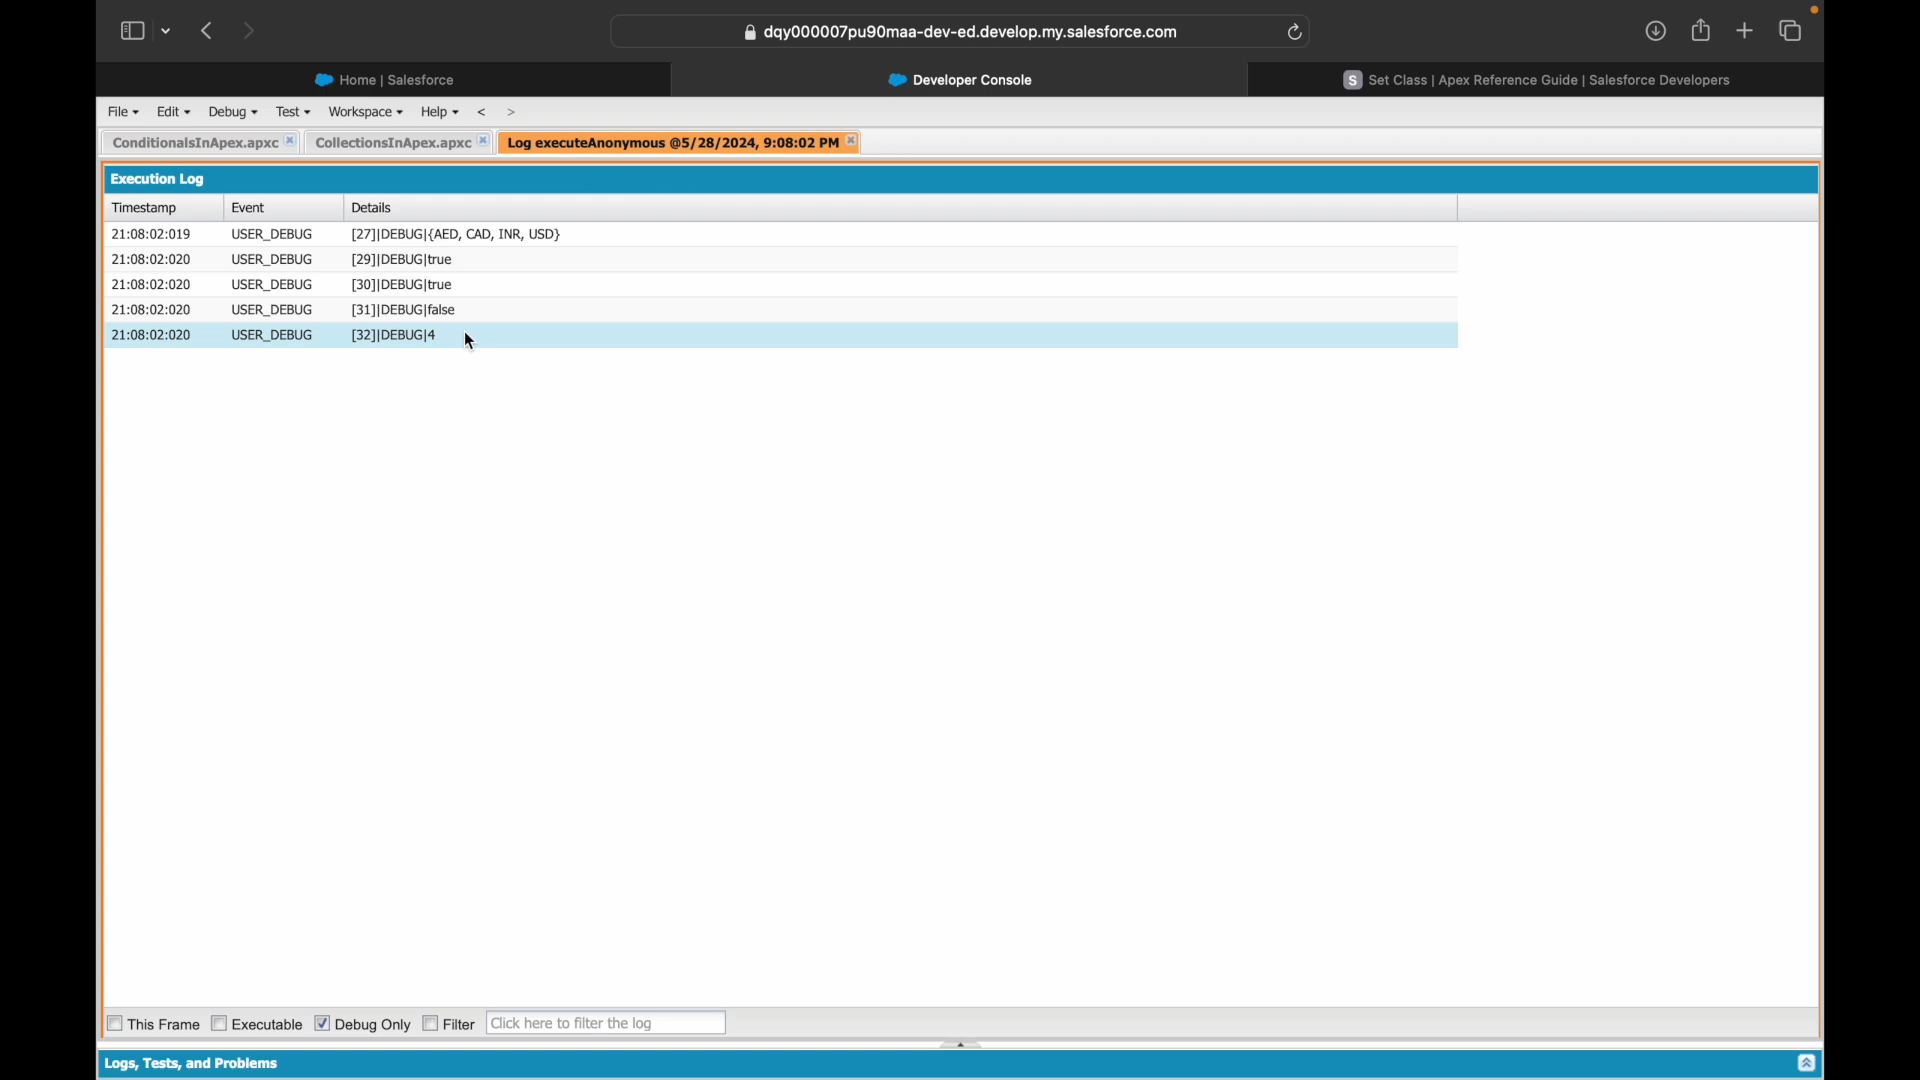 dqy000007pu90maa-dev-ed.develop.my.salesforce.com
Home | Salesforce
Developer Console
S Set Class | Apex Reference Guide | Salesforce Developers
File Edit Debug Test Workspace Help < >
ConditionalsInApex.apxc
CollectionsInApex.apxc
Log executeAnonymous @5/28/2024, 9:08:02 PM
Execution Log
Timestamp Event Details
21:08:02:019 USER_DEBUG [27]|DEBUG|{AED, CAD, INR, USD}
21:08:02:020 USER_DEBUG [29]|DEBUG|true
21:08:02:020 USER_DEBUG [30]|DEBUG|true
21:08:02:020 USER_DEBUG [31]|DEBUG|false
21:08:02:020 USER_DEBUG [32]|DEBUG|4
This Frame Executable Debug Only Filter Click here to filter the log
Logs, Tests, and Problems